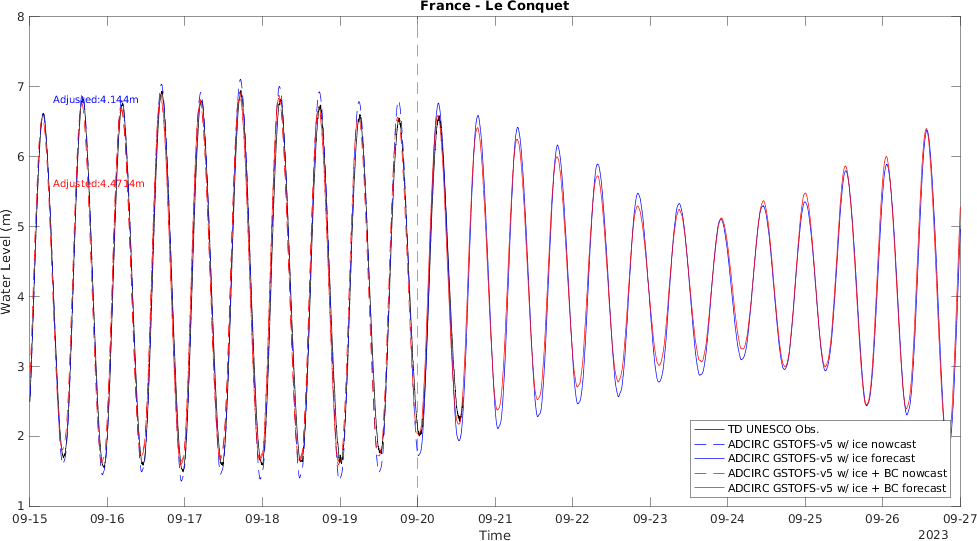 France - Le Conquet
8
7
6
5
4
3
2
1
Water Level (m)
Adjusted:4.144m
Adjusted:4.4714m
TD UNESCO Obs.
ADCIRC GSTOFS-v5 w/ ice nowcast
ADCIRC GSTOFS-v5 w/ ice forecast
ADCIRC GSTOFS-v5 w/ ice + BC nowcast
ADCIRC GSTOFS-v5 w/ ice + BC forecast
09-15 09-16 09-17 09-18 09-19 09-20 09-21 09-22 09-23 09-24 09-25 09-26 09-27
Time
2023